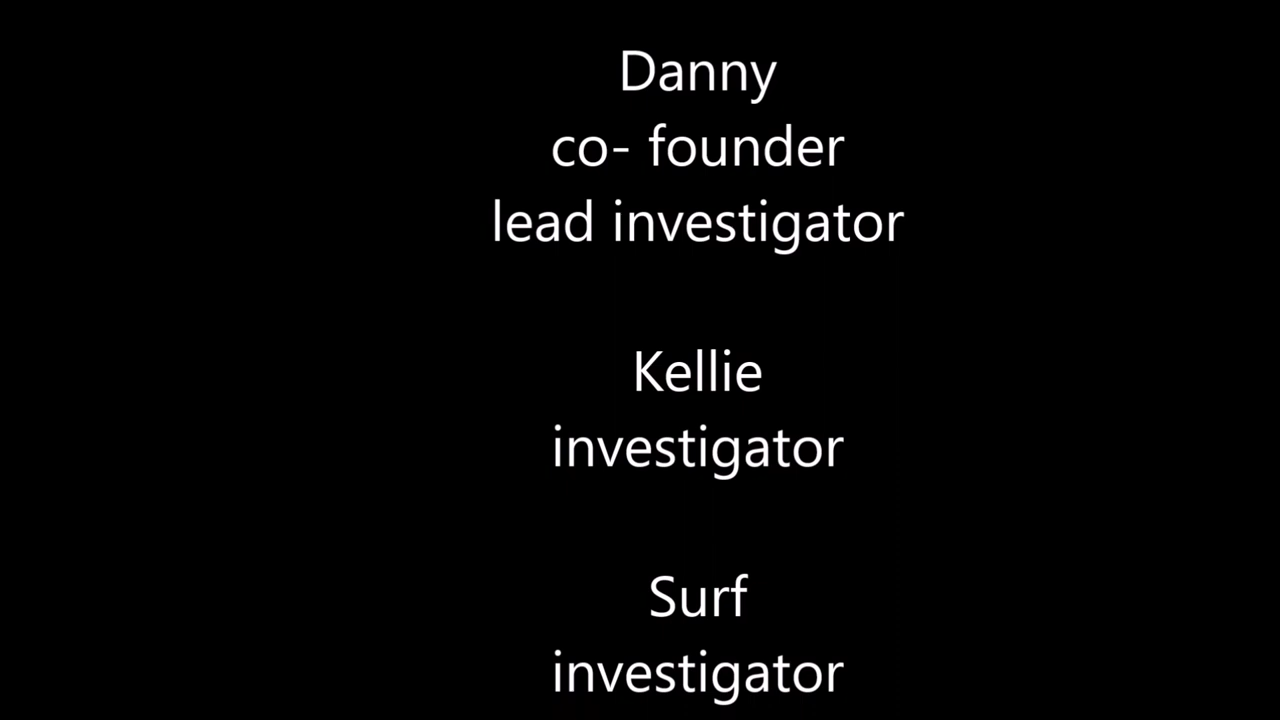 Danny
co- founder
lead investigator
Kellie
investigator
Surf
investigator